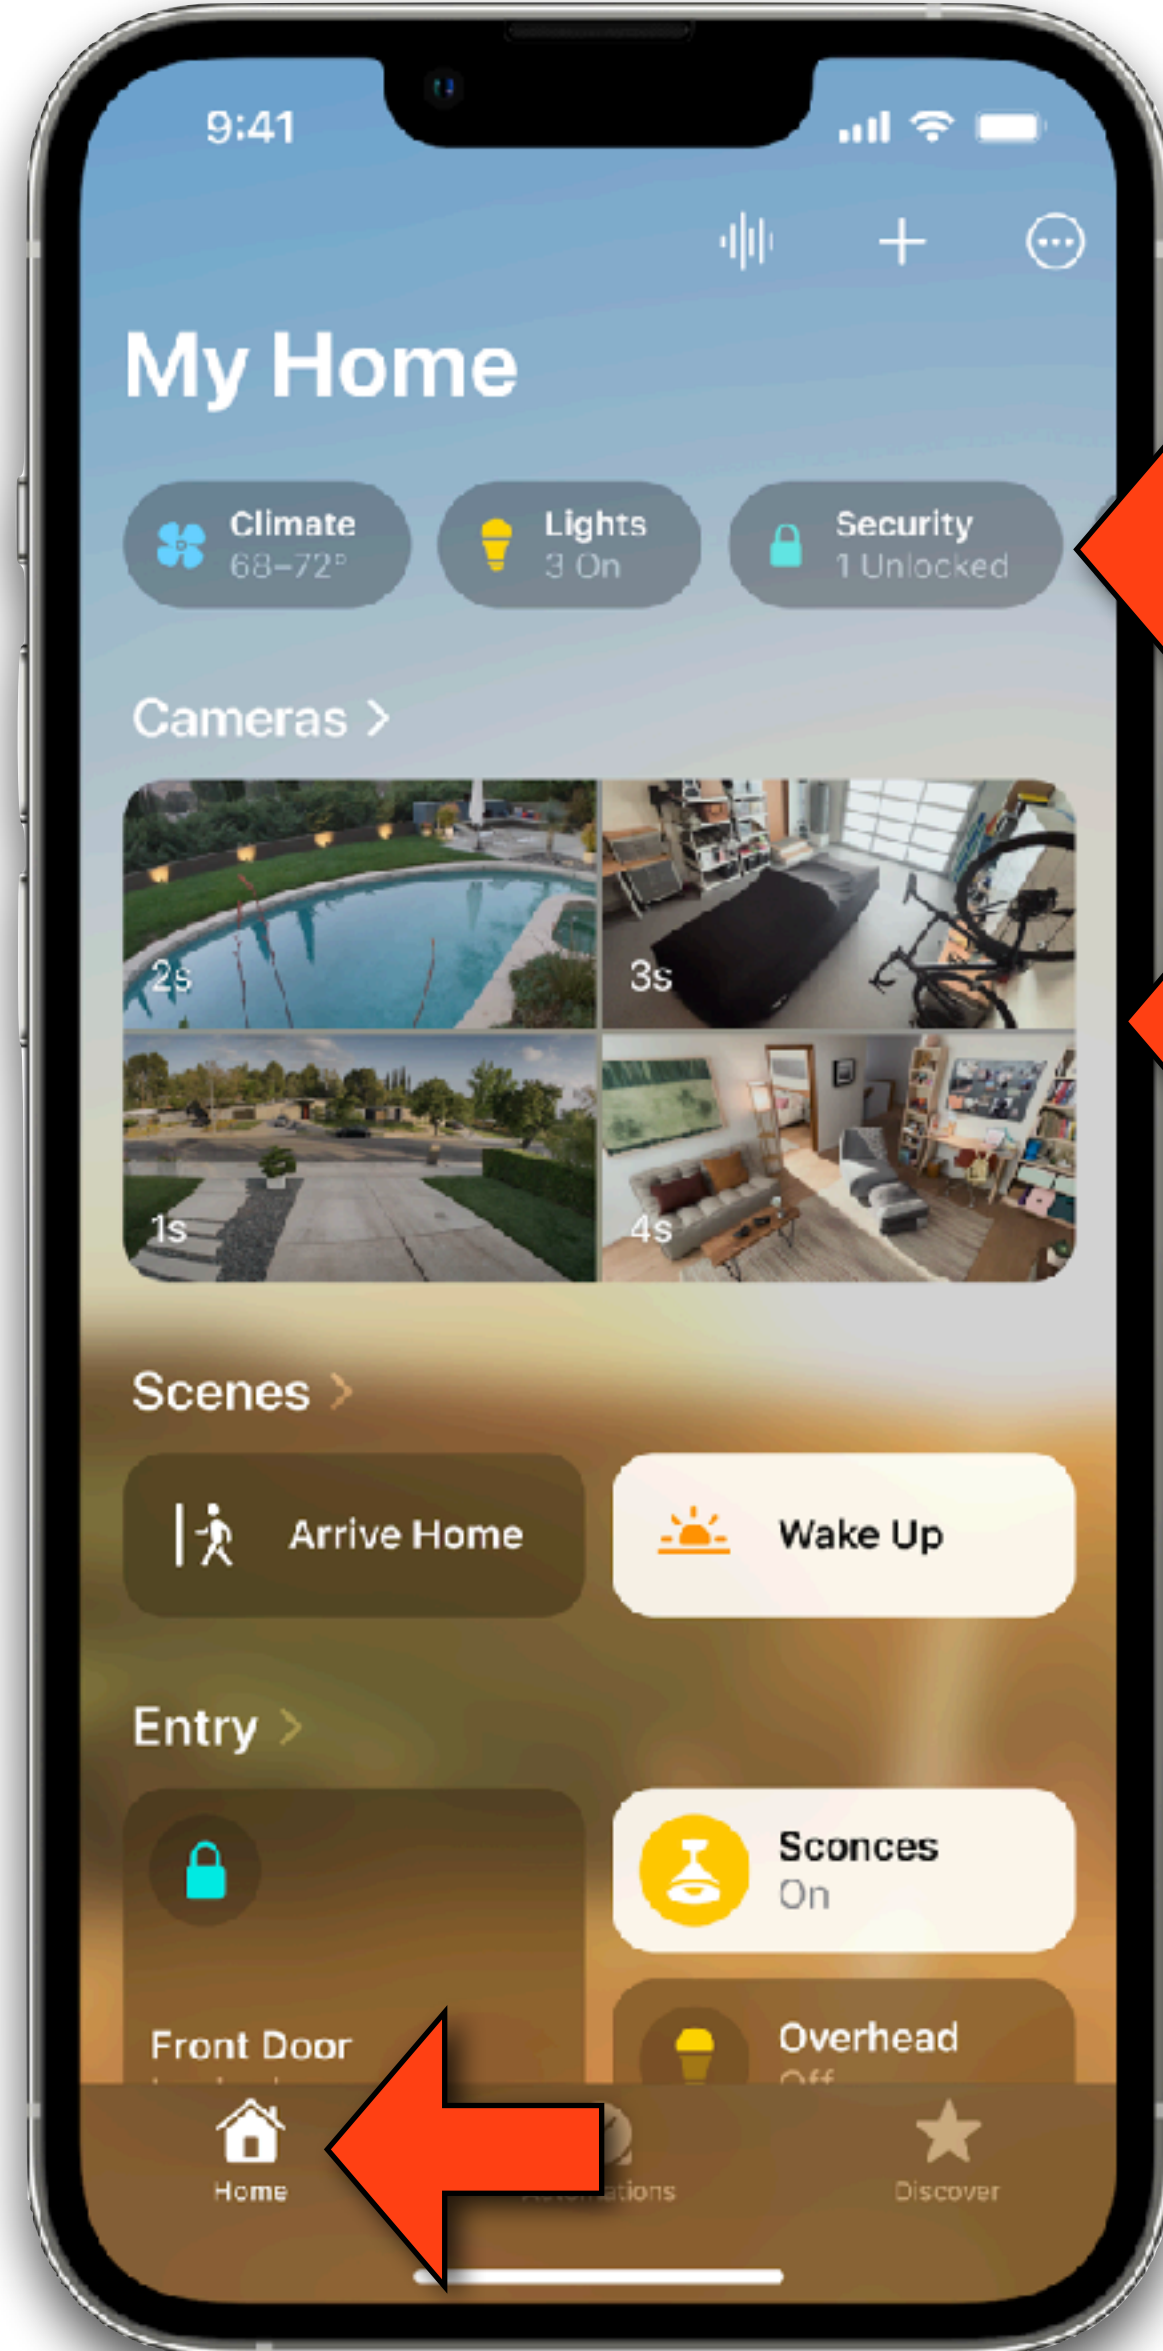 9:41
My Home
Climate
68–72°
Lights
3 On
Security
1 Unlocked
Cameras >
2s
3s
1s
4s
Scenes >
Arrive Home
Wake Up
Entry >
Sconces
On
Front Door
Overhead
Off
Home
Discover